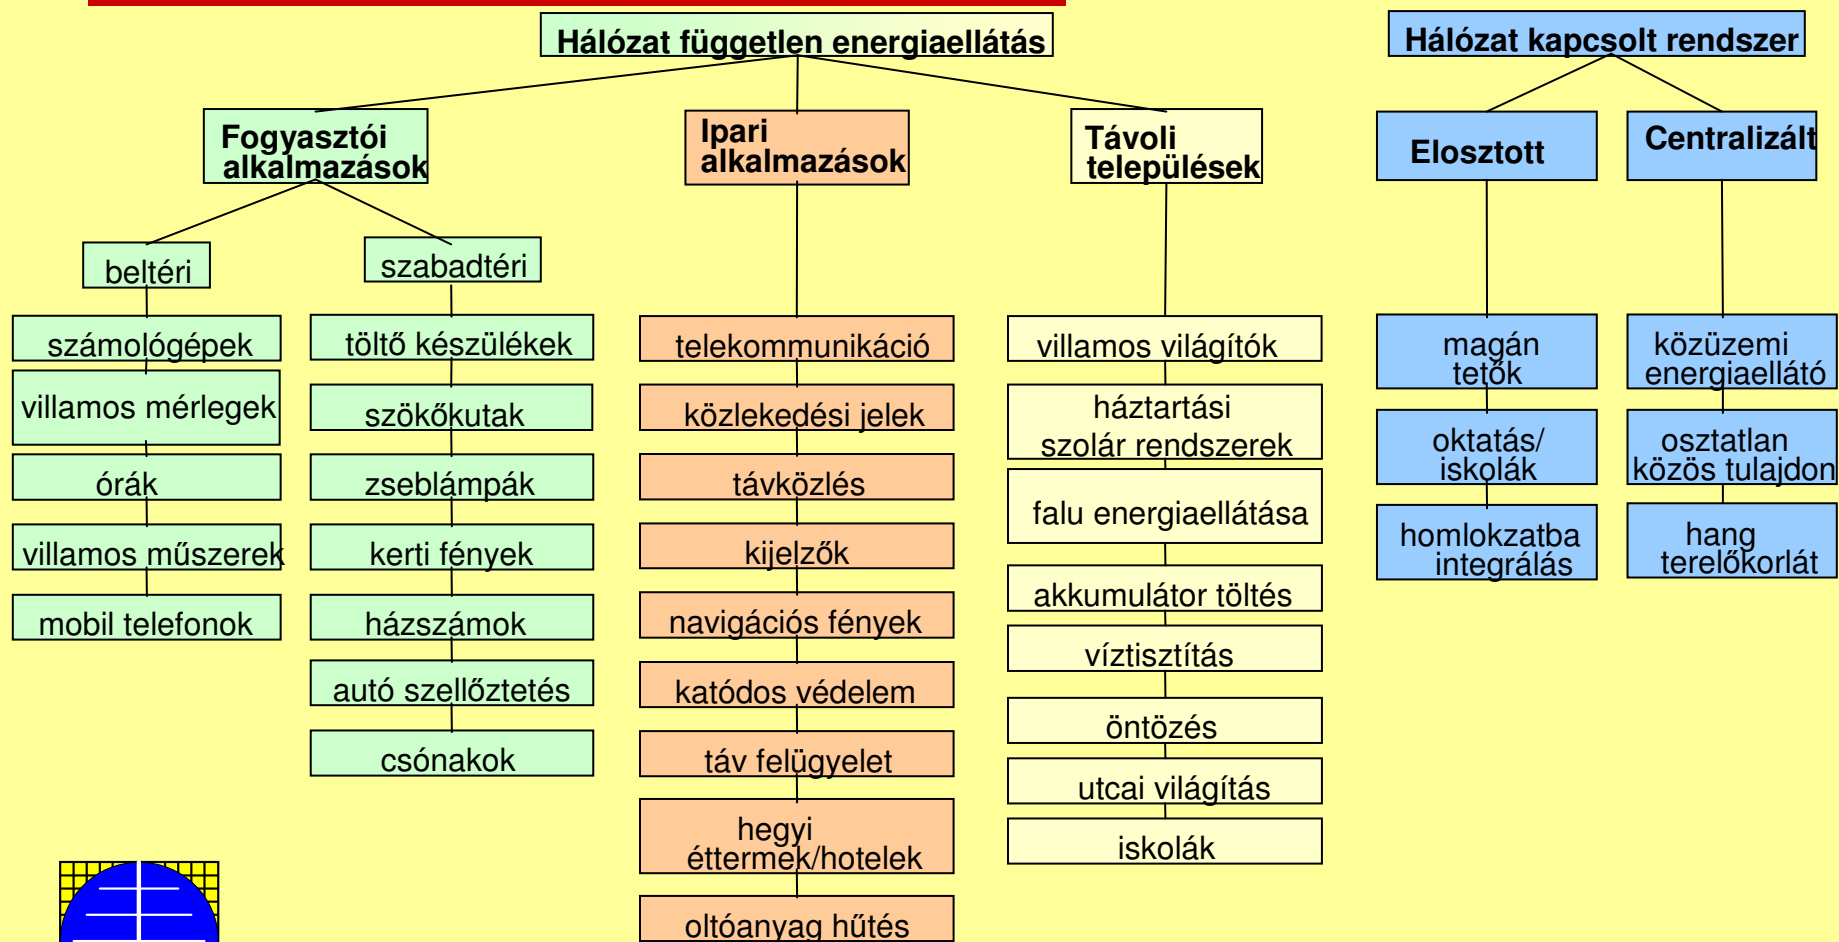 Hálózat független energiaellátás
Fogyasztói
alkalmazások
beltéri
számológépek
villamos mérlegek
órák
villamos műszerek
mobil telefonok
szabadtéri
töltő készülékek
szökőkutak
zseblámpák
kerti fények
házszámok
autó szellőztetés
csónakok
Ipari
alkalmazások
telekommunikáció
közlekedési jelek
távközlés
kijelzők
navigációs fények
katódos védelem
táv felügyelet
hegyi
éttermek/hotelek
oltóanyag hűtés
Távoli
települések
villamos világítók
háztartási
szolár rendszerek
falu energiaellátása
akkumulátor töltés
víztisztítás
öntözés
utcai világítás
iskolák
Hálózat kapcsolt rendszer
Elosztott
magán
tetők
oktatás/
iskolák
homlokzatba
integrálás
Centralizált
közüzemi
energiaellátó
osztatlan
közös tulajdon
hang
terelőkorlát